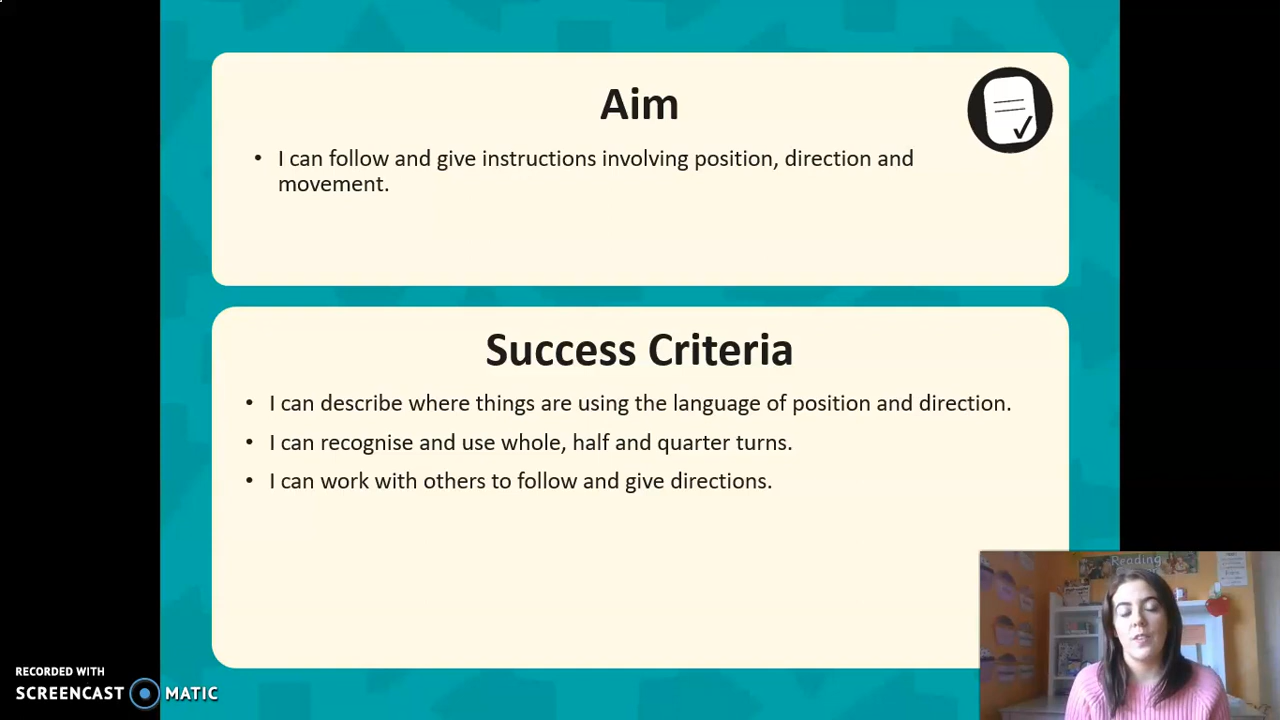 Aim
• I can follow and give instructions involving position, direction and
movement.
Success Criteria
• I can describe where things are using the language of position and direction.
• I can recognise and use whole, half and quarter turns.
• I can work with others to follow and give directions.
Reading
RECORDED WITH
SCREENCAST MATIC